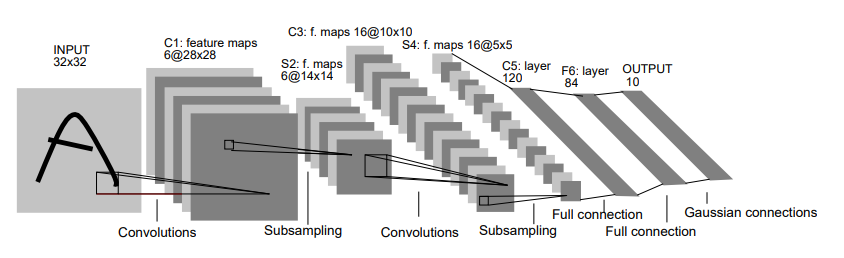 INPUT
32x32
C1: feature maps
6@28x28
S2: f. maps
6@14x14
C3: f. maps 16@10x10
S4: f. maps 16@5x5
C5: layer
120
F6: layer
84
OUTPUT
10
Convolutions
Subsampling
Convolutions
Subsampling
Full connection
Full connection
Gaussian connections